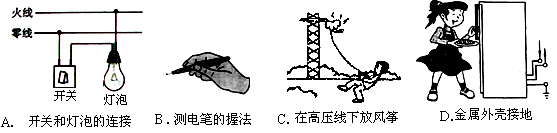 火线
零线
开关
灯泡
A. 开关和灯泡的连接
B.测电笔的握法
C.在高压线下放风筝
D.金属外壳接地